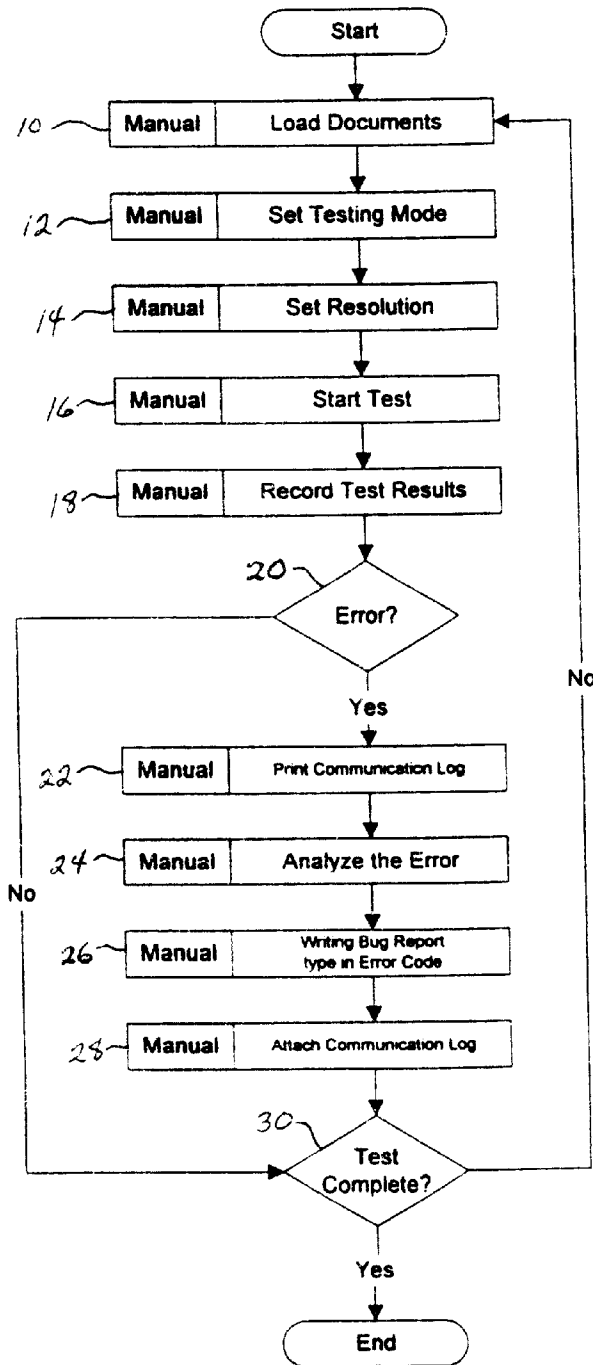 Start
10 Manual Load Documents
12 Manual Set Testing Mode
14 Manual Set Resolution
16 Manual Start Test
18 Manual Record Test Results
20
Error?
No
Yes
22 Manual Print Communication Log
24 Manual Analyze the Error
No
26 Manual Writing Bug Report
type in Error Code
28 Manual Attach Communication Log
30
Test
Complete?
Yes
End